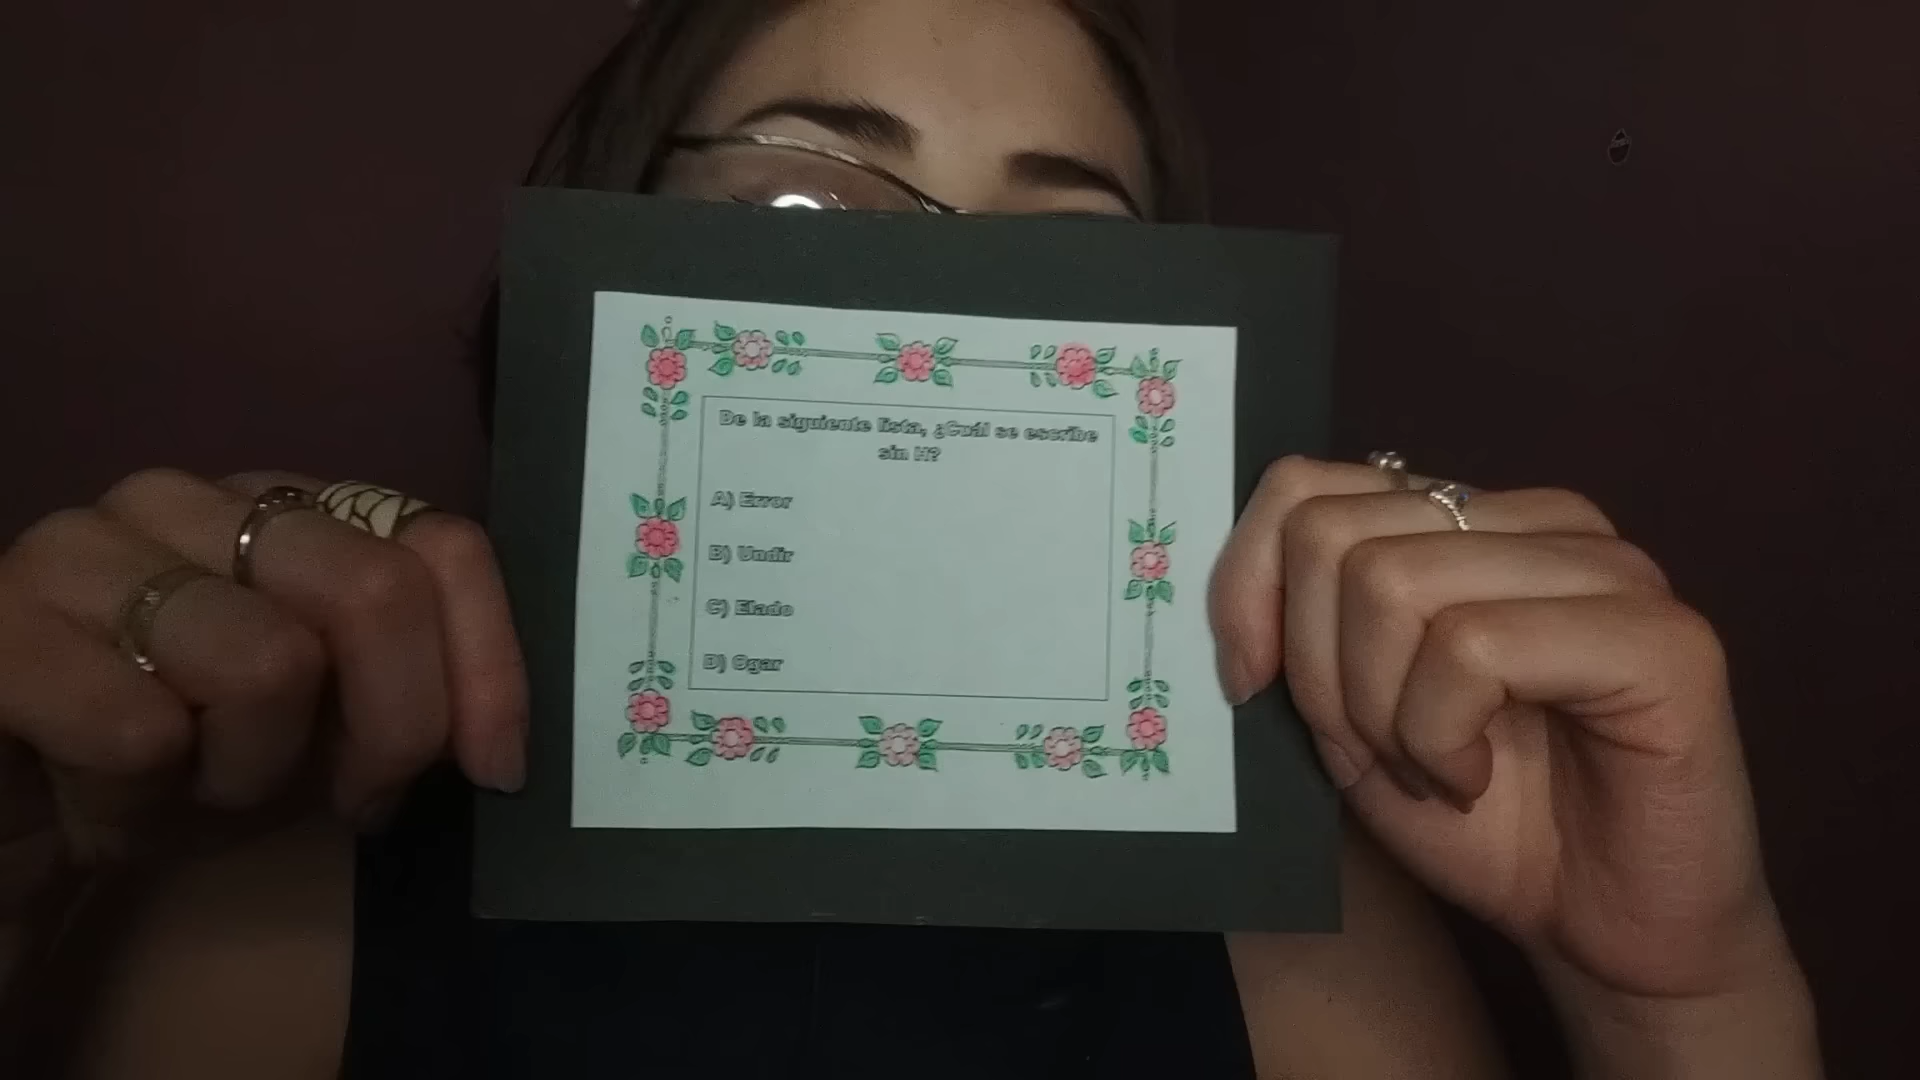 De la siguiente lista, ¿Cuál se escribe
sin H?
A) Error
B) Undir
C) Elado
D) Ogar